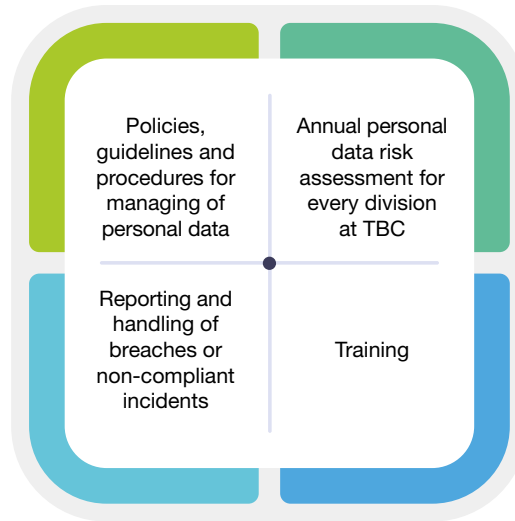 Policies,
guidelines and
procedures for
managing of
personal data
Annual personal
data risk
assessment for
every division
at TBC
Reporting and
handling of
breaches or
non-compliant
incidents
Training